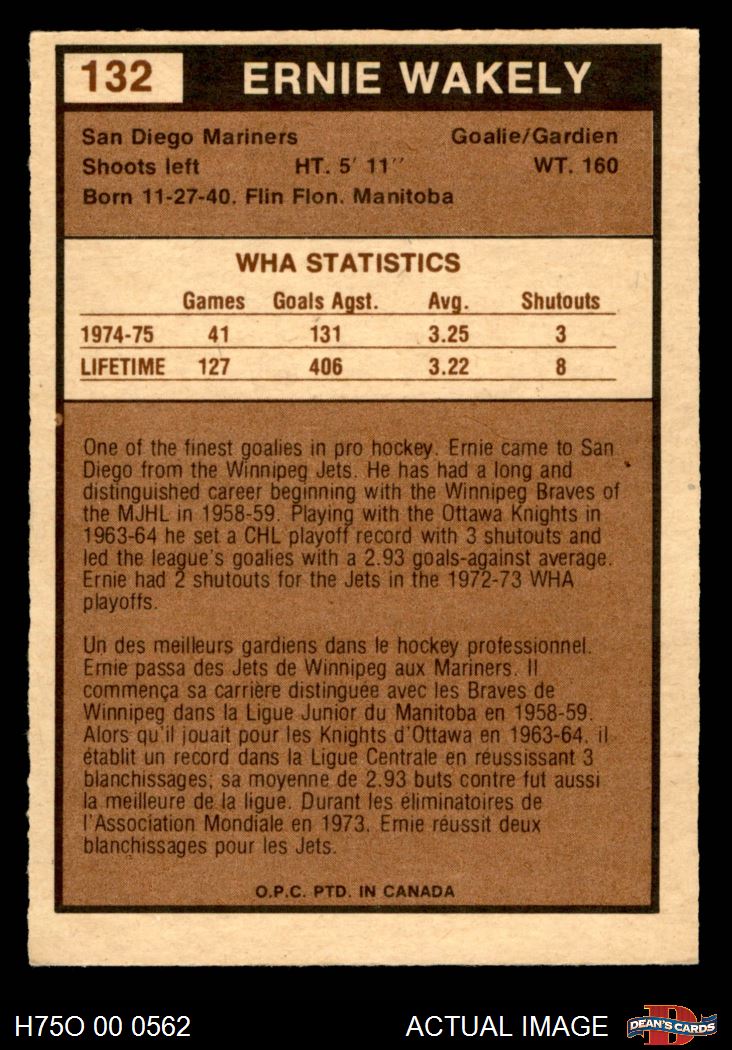 132 ERNIE WAKELY
San Diego Mariners Goalie/Gardien
Shoots left HT. 5' 11" WT. 160
Born 11-27-40. Flin Flon. Manitoba
WHA STATISTICS
Games Goals Agst. Avg. Shutouts
1974-75 41 131 3.25 3
LIFETIME 127 406 3.22 8
One of the finest goalies in pro hockey. Ernie came to San
Diego from the Winnipeg Jets. He has had a long and
distinguished career beginning with the Winnipeg Braves of
the MJHL in 1958-59. Playing with the Ottawa Knights in
1963-64 he set a CHL playoff record with 3 shutouts and
led the league's goalies with a 2.93 goals-against average.
Ernie had 2 shutouts for the Jets in the 1972-73 WHA
playoffs.
Un des meilleurs gardiens dans le hockey professionnel.
Ernie passa des Jets de Winnipeg aux Mariners. Il
commença sa carrière distinguée avec les Braves de
Winnipeg dans la Ligue Junior du Manitoba en 1958-59.
Alors qu'il jouait pour les Knights d'Ottawa en 1963-64, il
établit un record dans la Ligue Centrale en réussissant 3
blanchissages; sa moyenne de 2.93 buts contre fut aussi
la meilleure de la ligue. Durant les éliminatoires de
l'Association Mondiale en 1973, Ernie réussit deux
blanchissages pour les Jets.
O.P.C. PTD. IN CANADA
H75O 00 0562 ACTUAL IMAGE DEAN'S CARDS